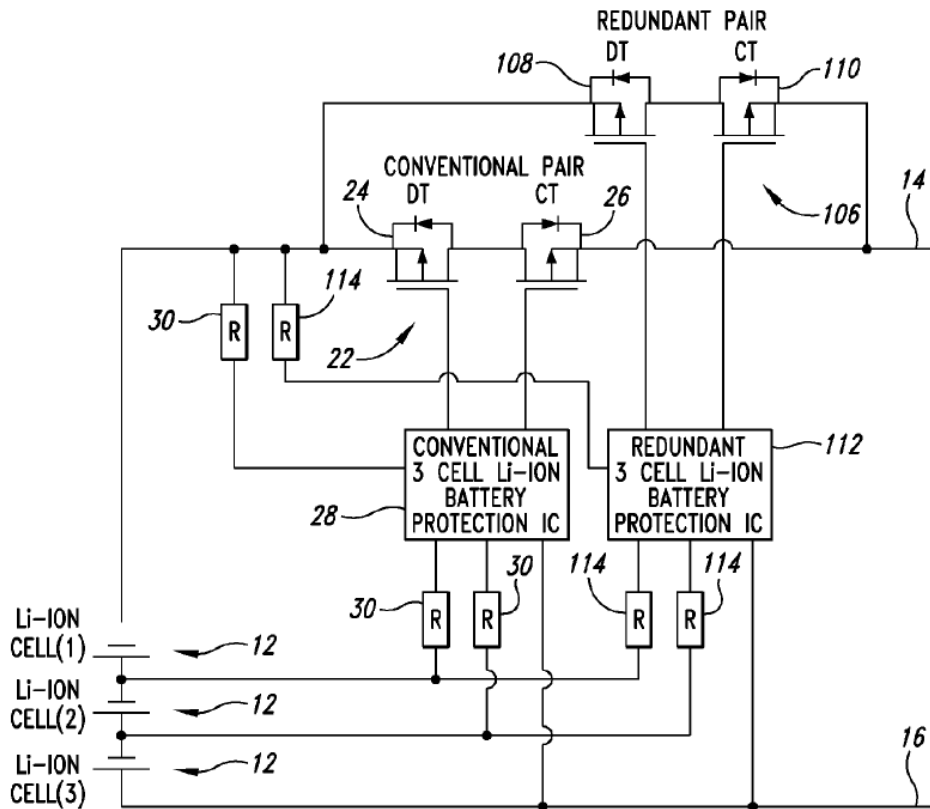 REDUNDANT PAIR
DT CT
108
110
CONVENTIONAL PAIR
DT CT
24
26
106
14
30
114
R
R
22
CONVENTIONAL
3 CELL Li-ION
BATTERY
PROTECTION IC
REDUNDANT
3 CELL Li-ION
BATTERY
PROTECTION IC
112
28
30
30
114
114
R
R
R
R
Li-ION
CELL(1)
12
Li-ION
CELL(2)
12
Li-ION
CELL(3)
12
16